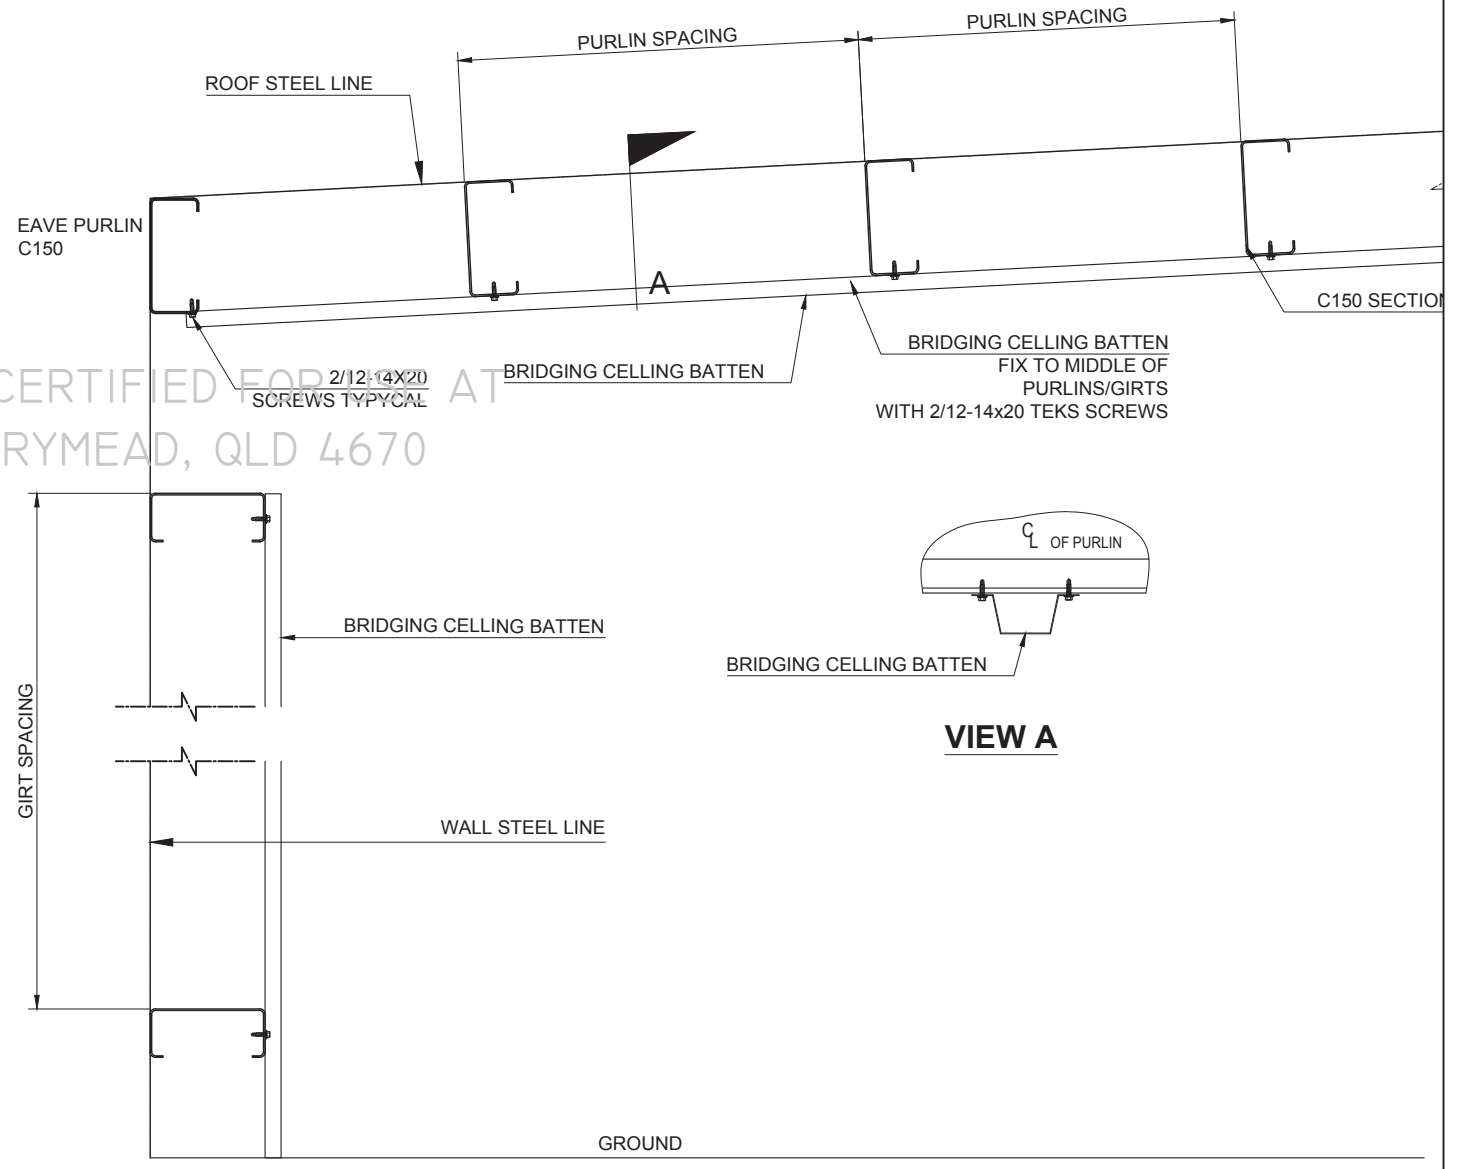 PURLIN SPACING
PURLIN SPACING
ROOF STEEL LINE
EAVE PURLIN
C150
A
C150 SECTION
BRIDGING CELLING BATTEN
FIX TO MIDDLE OF
PURLINS/GIRTS
WITH 2/12-14x20 TEKS SCREWS
BRIDGING CELLING BATTEN
2/12-14X20
SCREWS TYPYCAL
CERTIFIED FOR USE AT
RYMEAD, QLD 4670
C
L OF PURLIN
BRIDGING CELLING BATTEN
BRIDGING CELLING BATTEN
VIEW A
GIRT SPACING
WALL STEEL LINE
GROUND